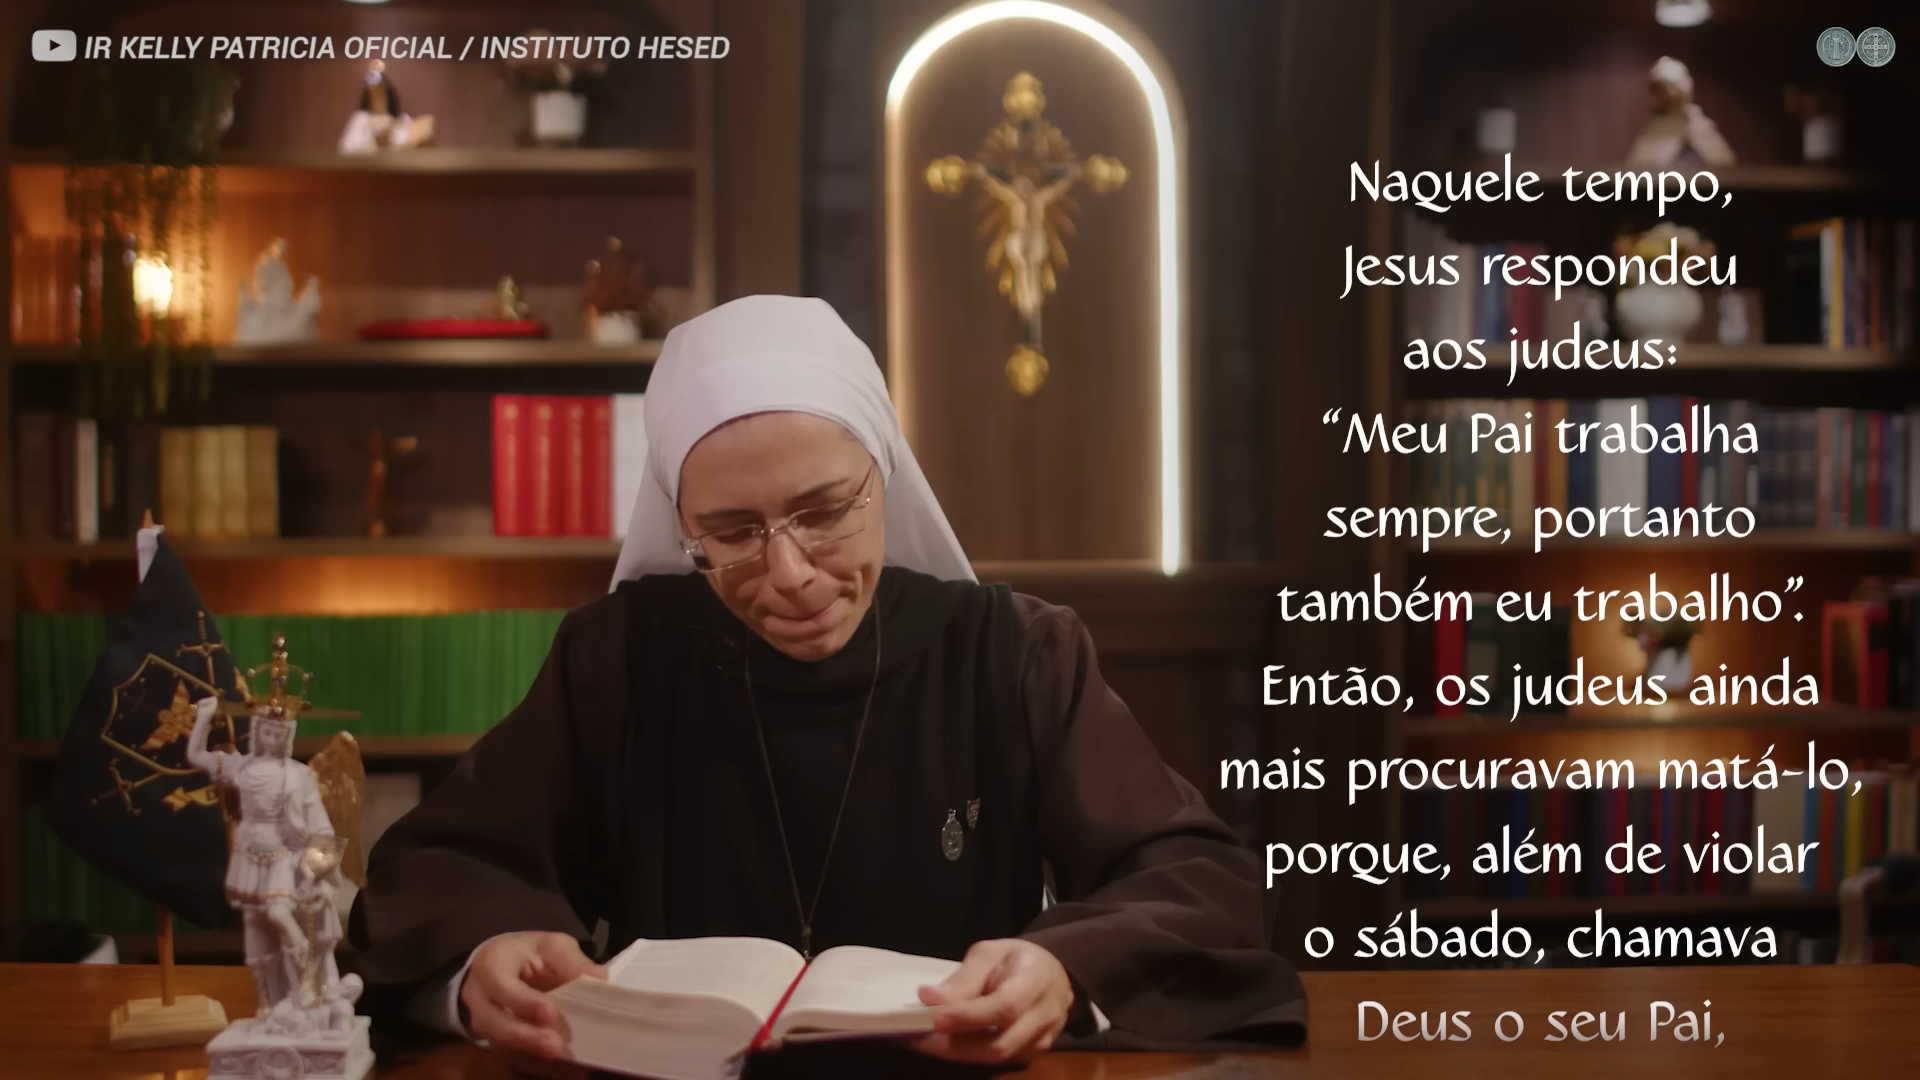 IR KELLY PATRICIA OFICIAL / INSTITUTO HESED
Naquele tempo,
Jesus respondeu
aos judeus:
“Meu Pai trabalha
sempre, portanto
também eu trabalho”.
Então, os judeus ainda
mais procuravam matá-lo,
porque, além de violar
o sábado, chamava
Deus o seu Pai,